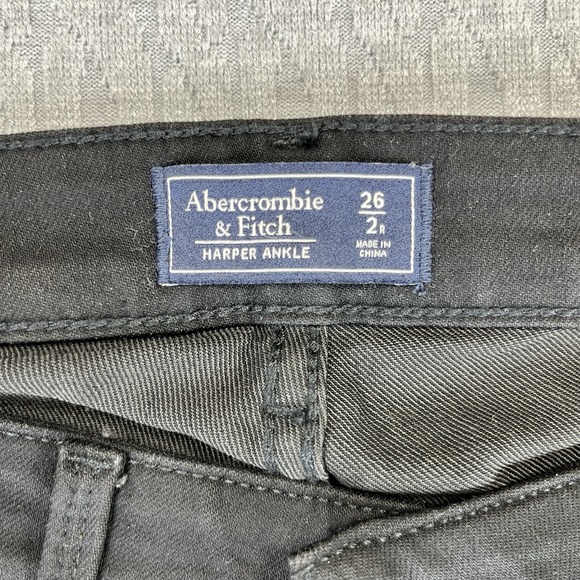 Abercrombie
& Fitch
HARPER ANKLE
26
2R
MADE IN
CHINA